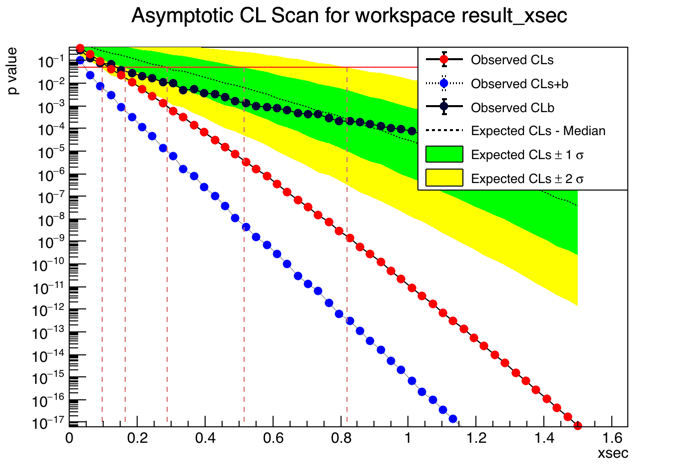 Asymptotic CL Scan for workspace result_xsec
p value
Observed CLs
Observed CLs+b
Observed CLb
Expected CLs - Median
Expected CLs ± 1 σ
Expected CLs ± 2 σ
10⁻¹
10⁻²
10⁻³
10⁻⁴
10⁻⁵
10⁻⁶
10⁻⁷
10⁻⁸
10⁻⁹
10⁻¹⁰
10⁻¹¹
10⁻¹²
10⁻¹³
10⁻¹⁴
10⁻¹⁵
10⁻¹⁶
10⁻¹⁷
0 0.2 0.4 0.6 0.8 1 1.2 1.4 1.6
xsec